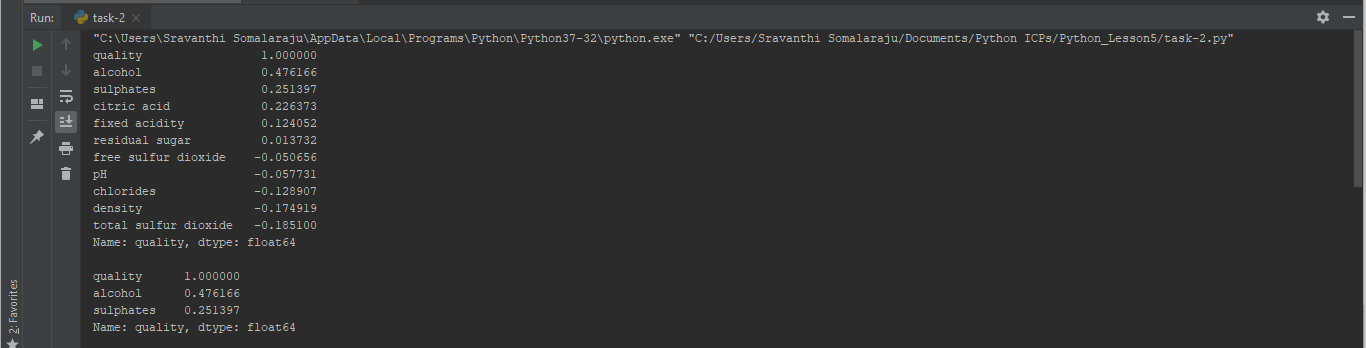 Run: task-2
"C:\Users\Sravanthi Somalaraju\AppData\Local\Programs\Python\Python37-32\python.exe" "C:/Users/Sravanthi Somalaraju/Documents/Python ICPs/Python_Lesson5/task-2.py"
quality 1.000000
alcohol 0.476166
sulphates 0.251397
citric acid 0.226373
fixed acidity 0.124052
residual sugar 0.013732
free sulfur dioxide -0.050656
pH -0.057731
chlorides -0.128907
density -0.174919
total sulfur dioxide -0.185100
Name: quality, dtype: float64
quality 1.000000
alcohol 0.476166
sulphates 0.251397
Name: quality, dtype: float64
2: Favorites